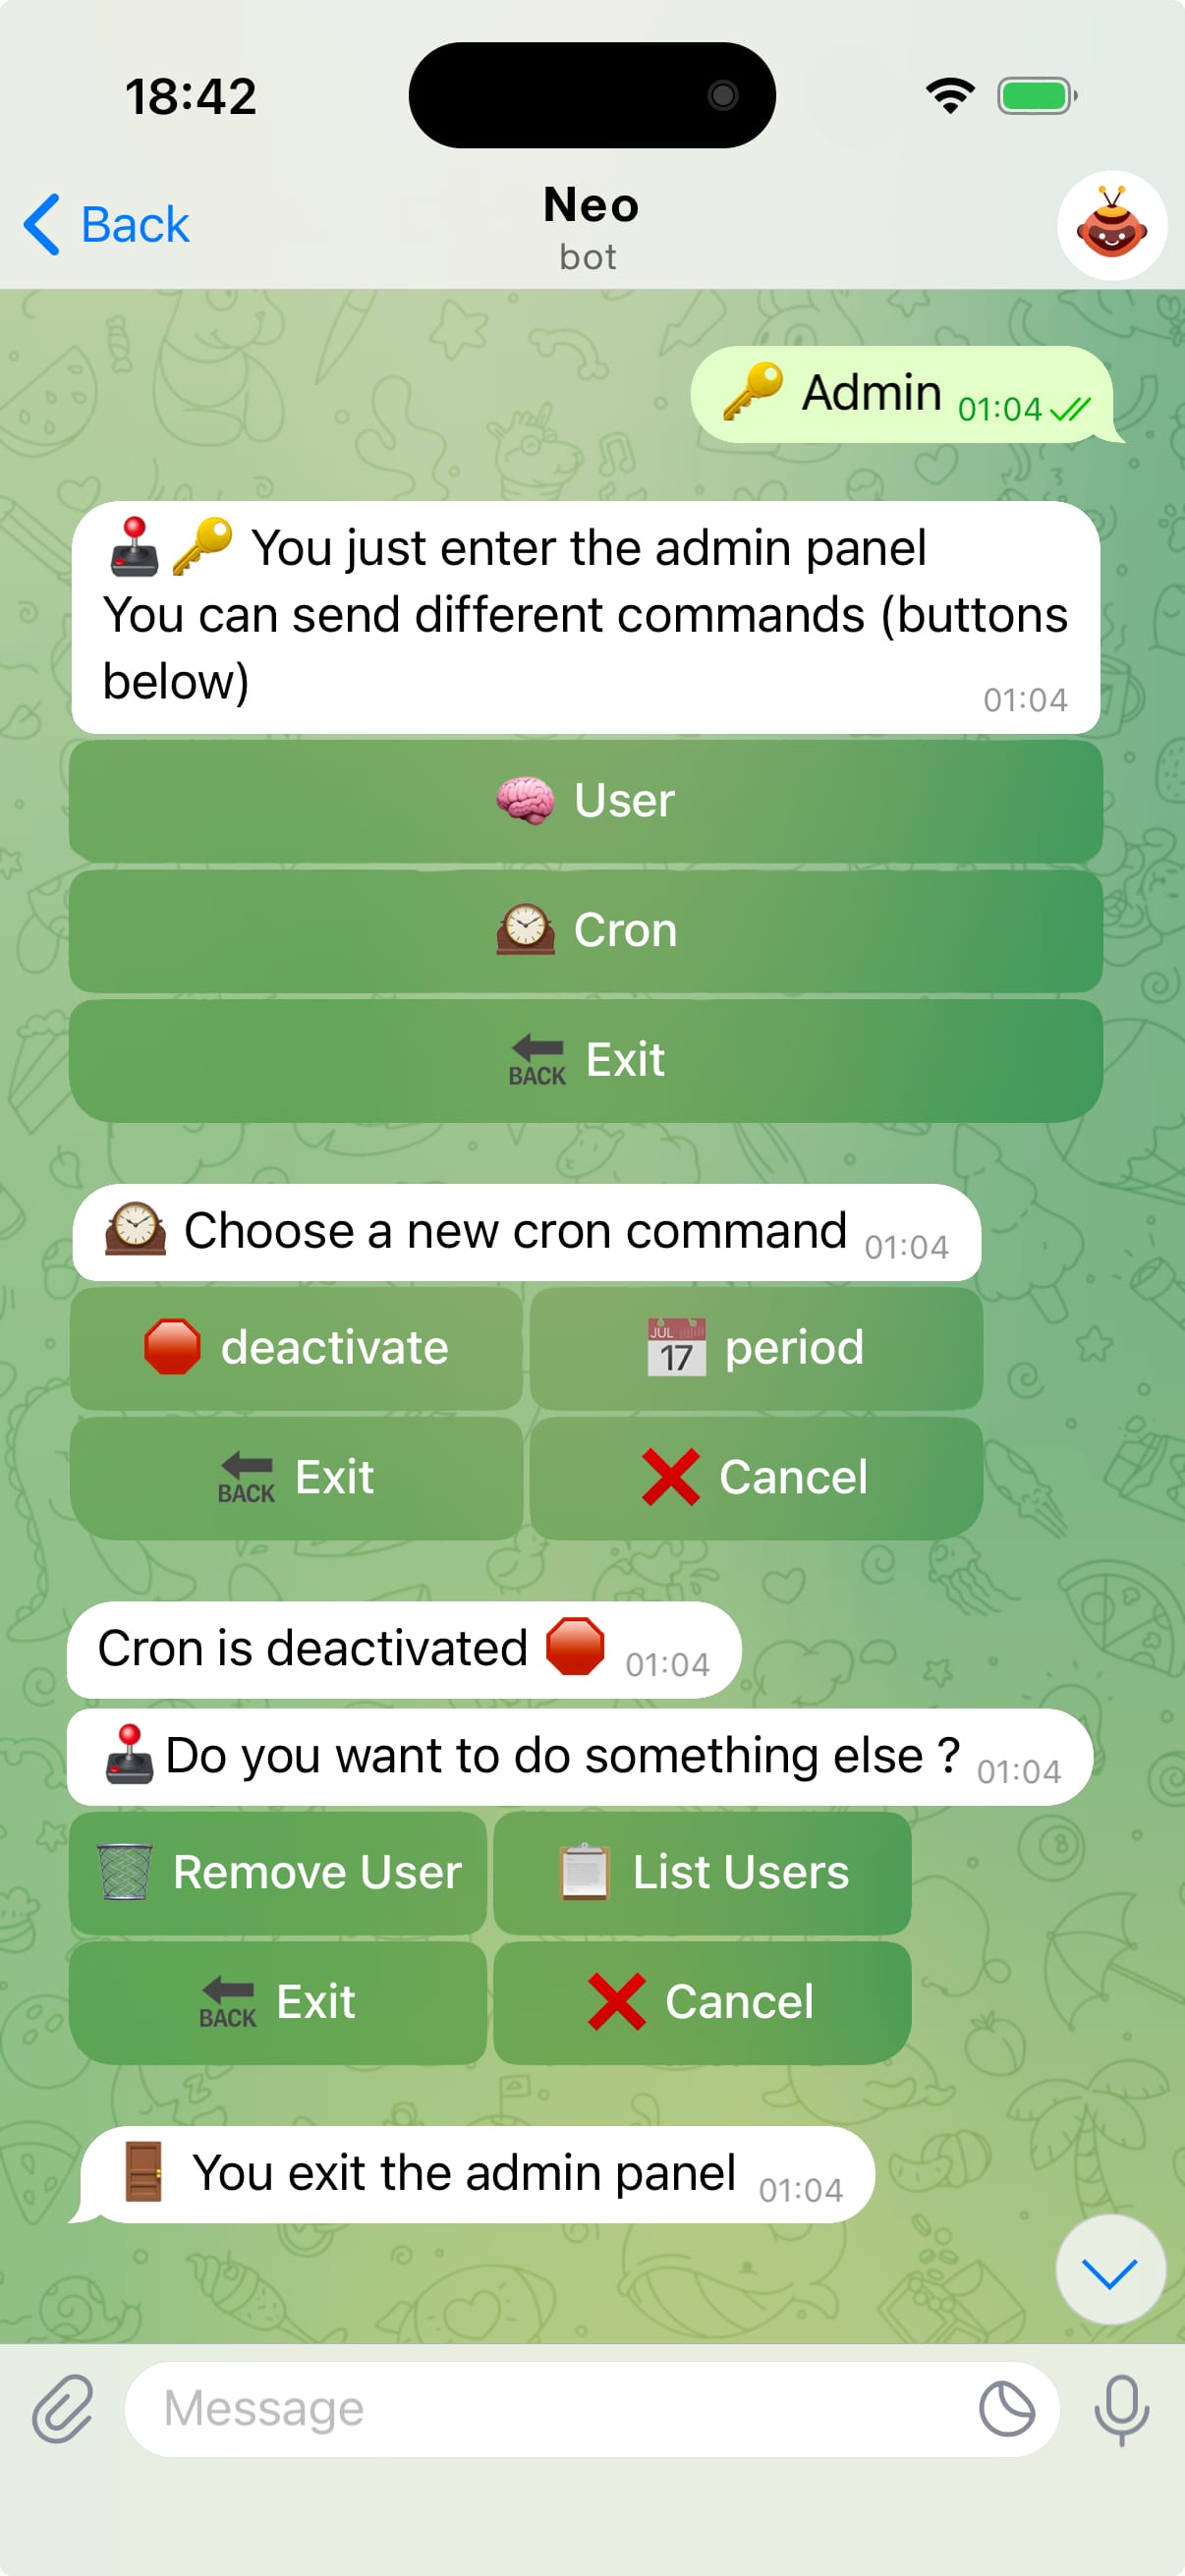 18:42
Back
Neo
bot
🔑 Admin 01:04
🕹🔑 You just enter the admin panel
You can send different commands (buttons
below) 01:04
🧠 User
🕰 Cron
🔙 Exit
🕰 Choose a new cron command 01:04
🛑 deactivate 📅 period
🔙 Exit ❌ Cancel
Cron is deactivated 🛑 01:04
🕹Do you want to do something else ? 01:04
🗑 Remove User 📋 List Users
🔙 Exit ❌ Cancel
🚪 You exit the admin panel 01:04
Message